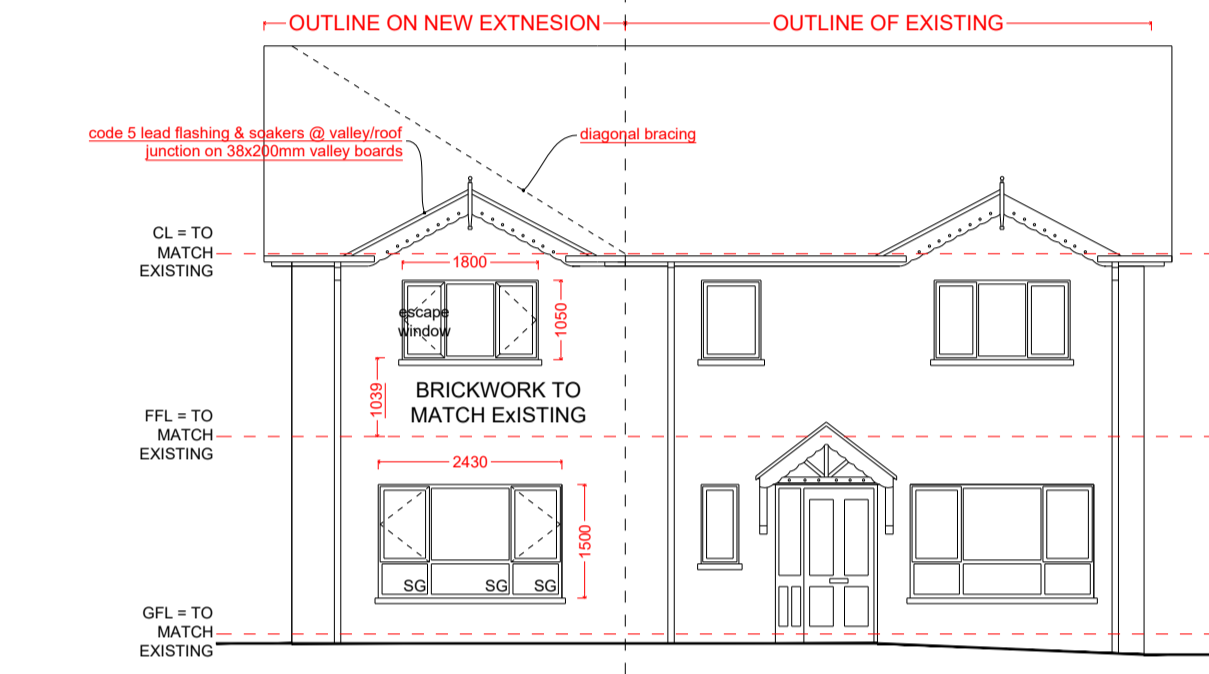 OUTLINE ON NEW EXTNESION
OUTLINE OF EXISTING
code 5 lead flashing & soakers @ valley/roof
junction on 38x200mm valley boards
diagonal bracing
CL = TO
MATCH
EXISTING
1800
escape
window
1050
1039
BRICKWORK TO
MATCH ExISTING
FFL = TO
MATCH
EXISTING
2430
1500
SG
SG
SG
GFL = TO
MATCH
EXISTING